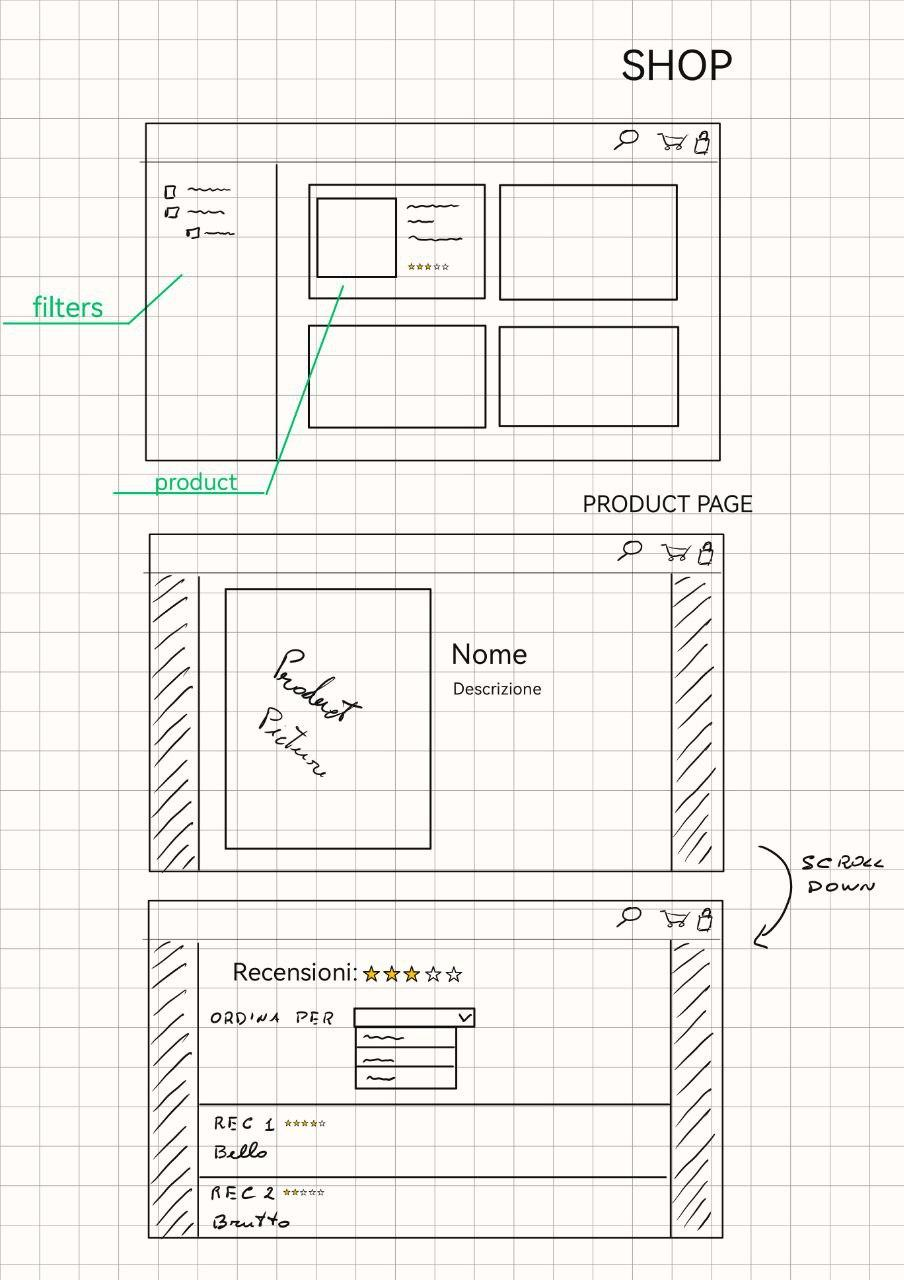 SHOP
filters
product
PRODUCT PAGE
Product
Picture
Nome
Descrizione
SCROLL
DOWN
Recensioni:
ORDINA PER
REC 1
Bello
REC 2
Brutto